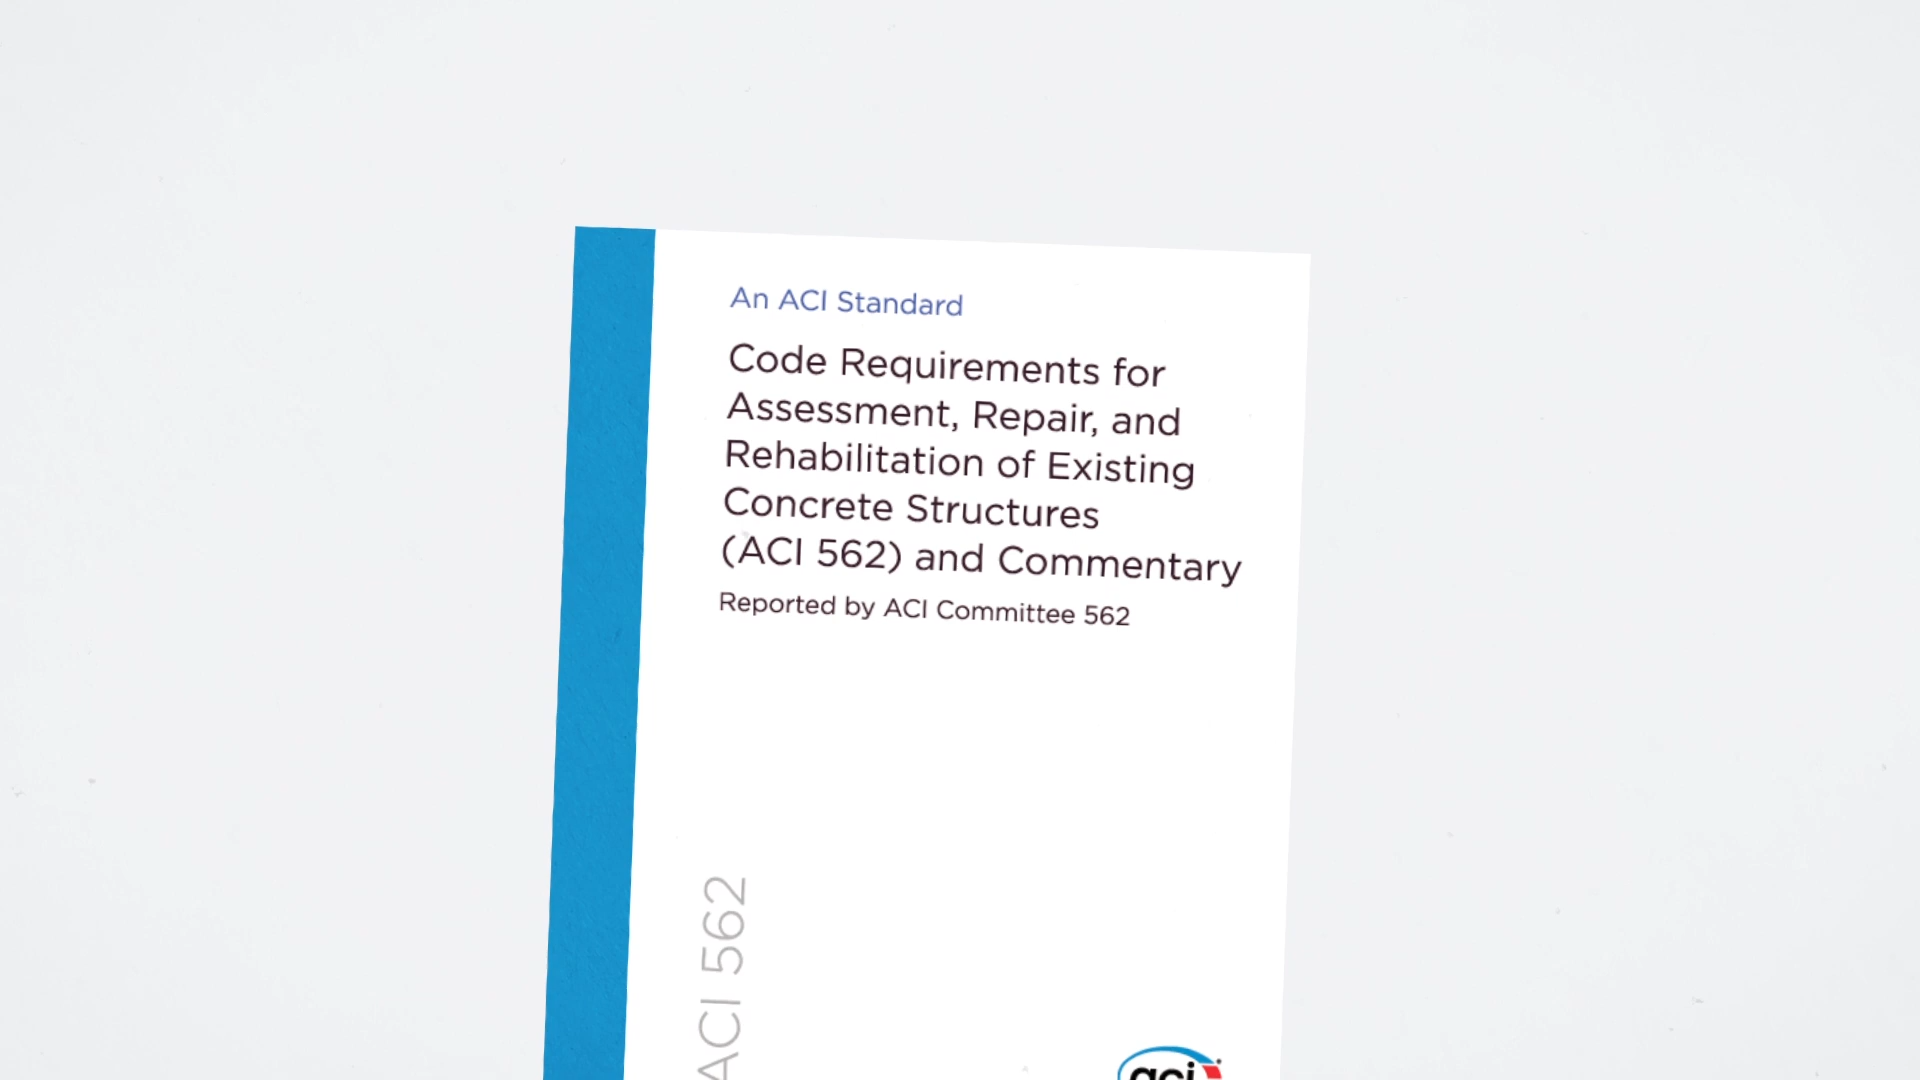 An ACI Standard
Code Requirements for
Assessment, Repair, and
Rehabilitation of Existing
Concrete Structures
(ACI 562) and Commentary
Reported by ACI Committee 562
ACI 562
aci